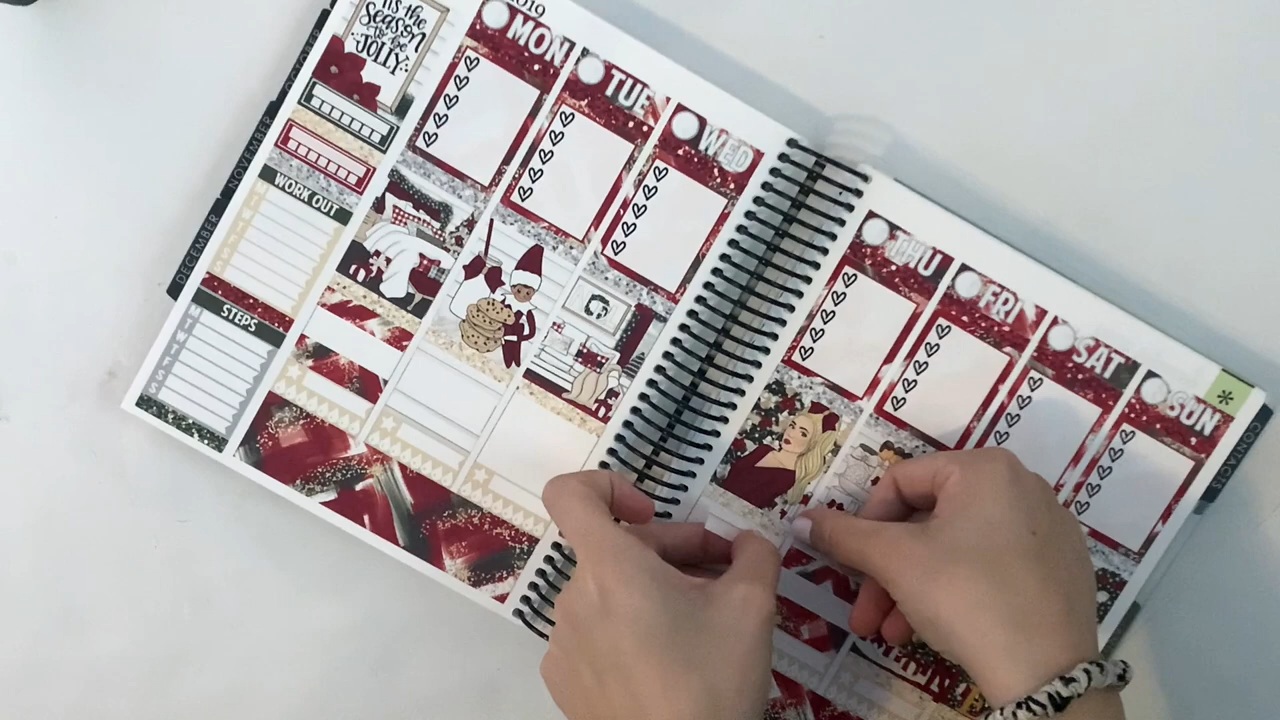 'TIS the
SEASON
to be
JOLLY
2019
MON
TUE
WED
THU
FRI
SAT
SUN
WORK OUT
M
T
W
T
F
S
S
STEPS
M
T
W
T
F
S
S
OCTOBER
NOVEMBER
DECEMBER
CONTACTS
*